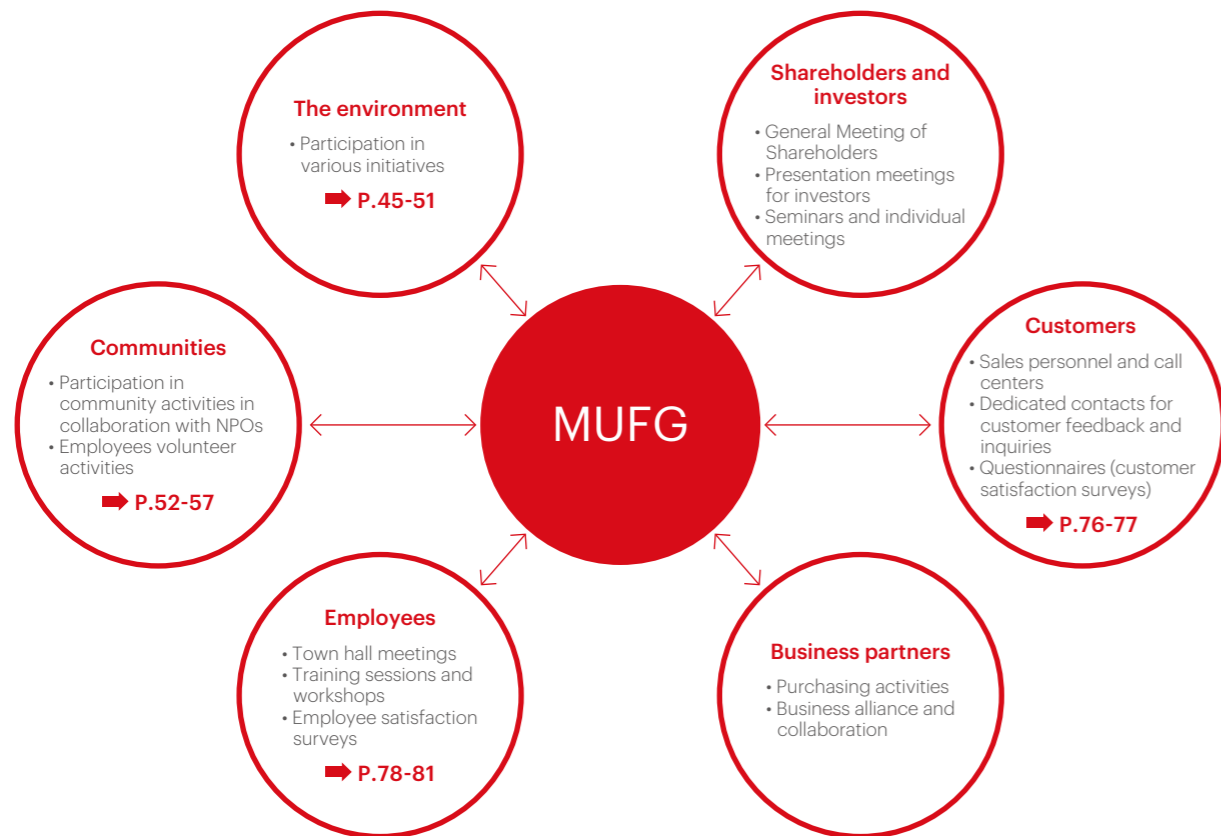 The environment
• Participation in
various initiatives
➡ P.45-51
Shareholders and
investors
• General Meeting of
Shareholders
• Presentation meetings
for investors
• Seminars and individual
meetings
Communities
• Participation in
community activities in
collaboration with NPOs
• Employees volunteer
activities
➡ P.52-57
MUFG
Customers
• Sales personnel and call
centers
• Dedicated contacts for
customer feedback and
inquiries
• Questionnaires (customer
satisfaction surveys)
➡ P.76-77
Employees
• Town hall meetings
• Training sessions and
workshops
• Employee satisfaction
surveys
➡ P.78-81
Business partners
• Purchasing activities
• Business alliance and
collaboration